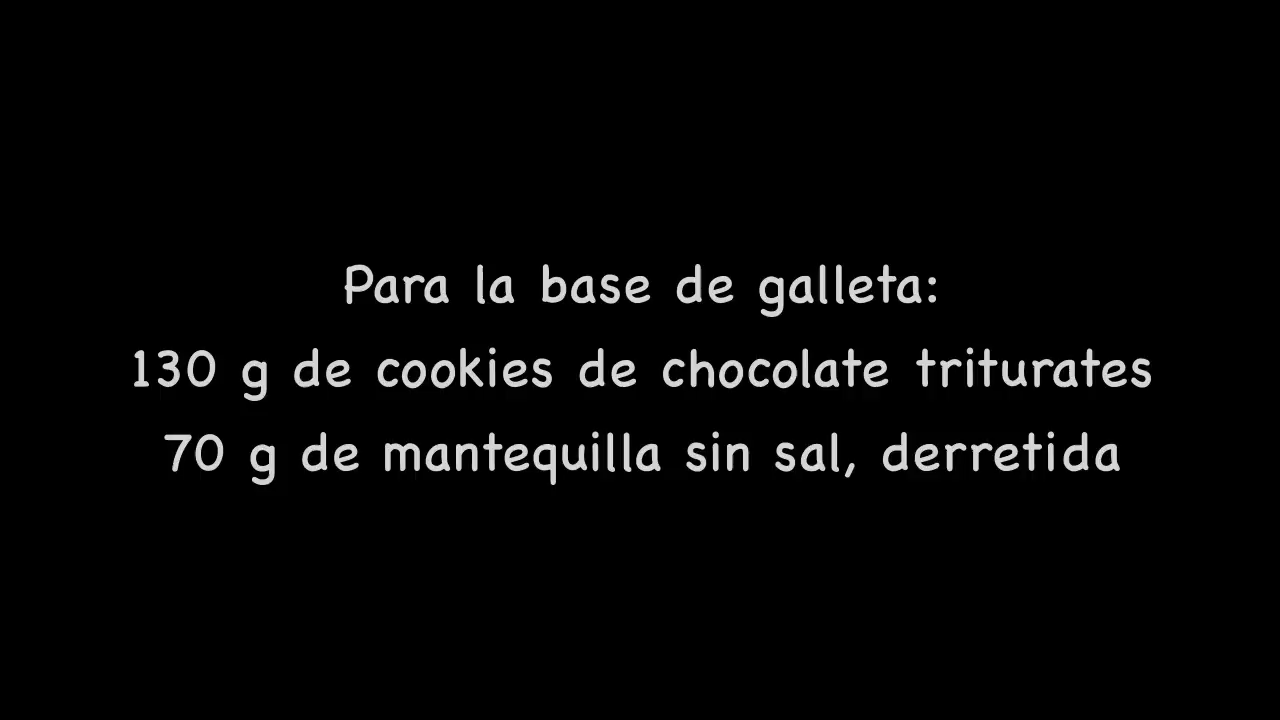 Para la base de galleta:
130 g de cookies de chocolate triturates
70 g de mantequilla sin sal, derretida